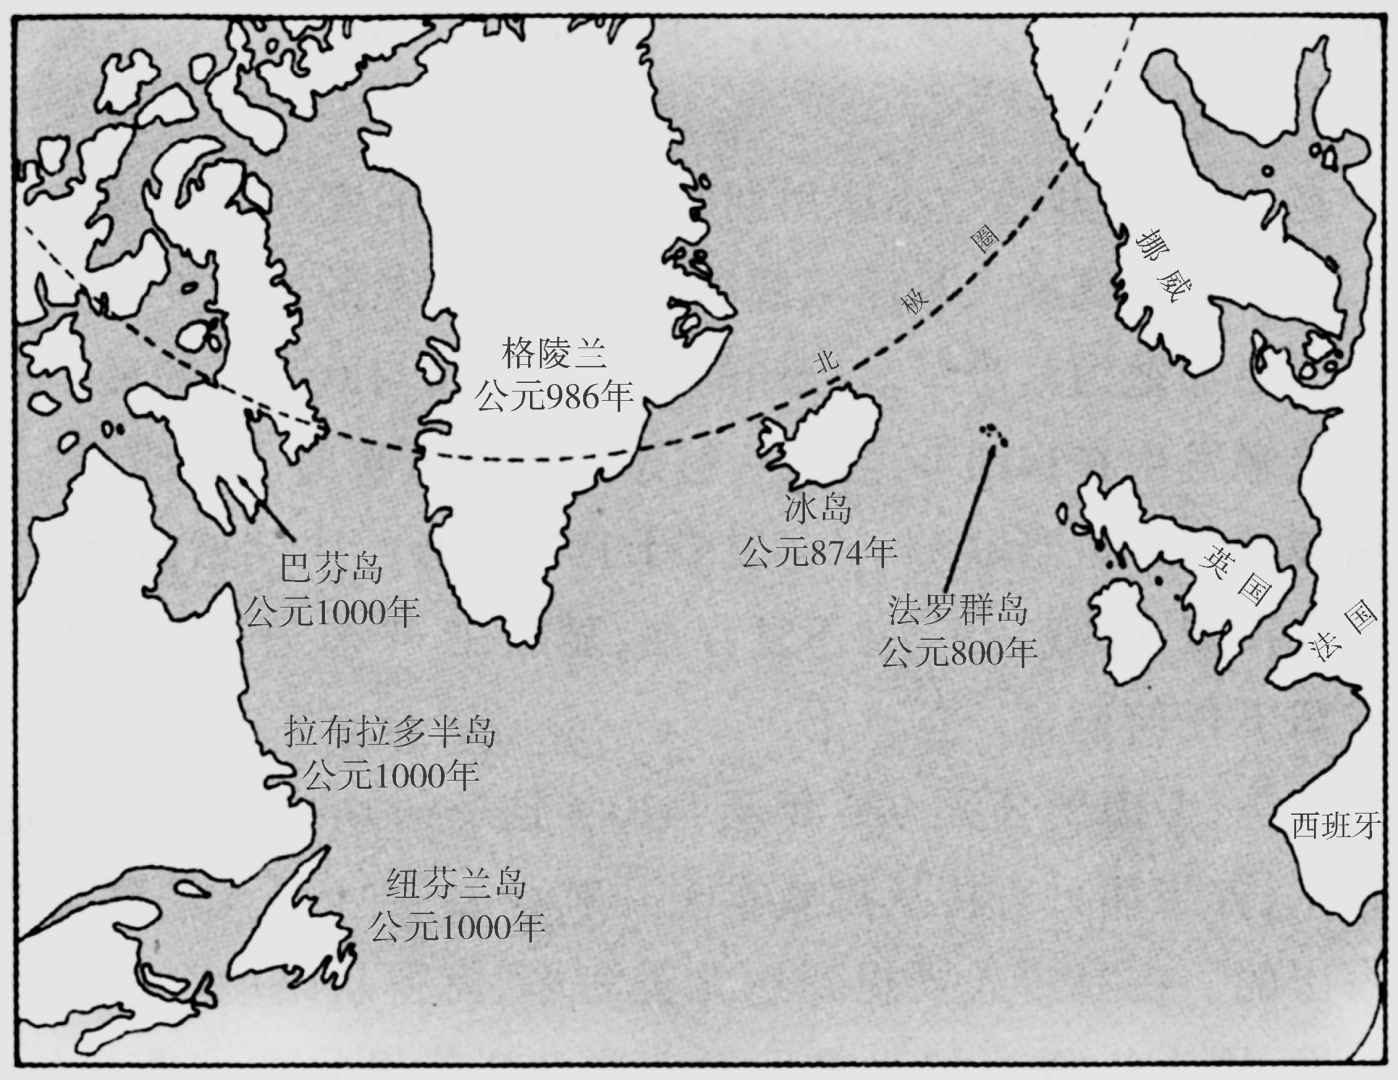 挪威
北极圈
格陵兰
公元986年
冰岛
公元874年
法罗群岛
公元800年
英国
法国
巴芬岛
公元1000年
拉布拉多半岛
公元1000年
西班牙
纽芬兰岛
公元1000年